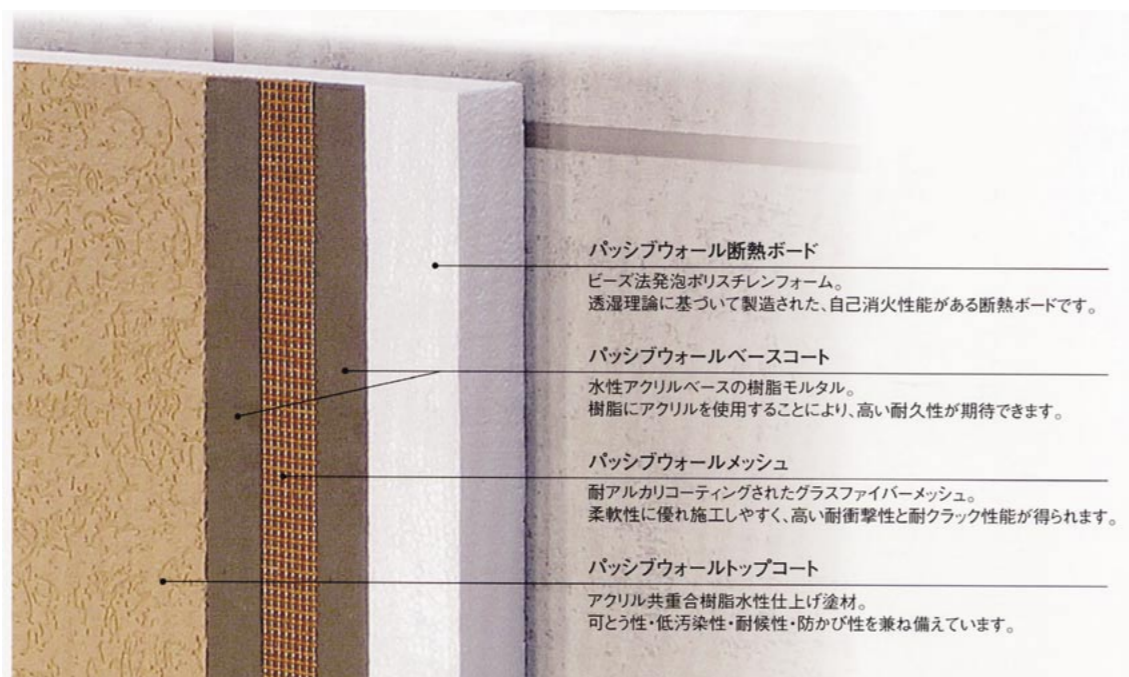 パッシブウォール断熱ボード
ビーズ法発泡ポリスチレンフォーム。
透湿理論に基づいて製造された、自己消火性能がある断熱ボードです。
パッシブウォールベースコート
水性アクリルベースの樹脂モルタル。
樹脂にアクリルを使用することにより、高い耐久性が期待できます。
パッシブウォールメッシュ
耐アルカリコーティングされたグラスファイバーメッシュ。
柔軟性に優れ施工しやすく、高い耐衝撃性と耐クラック性能が得られます。
パッシブウォールトップコート
アクリル共重合樹脂水性仕上げ塗材。
可とう性・低汚染性・耐候性・防かび性を兼ね備えています。